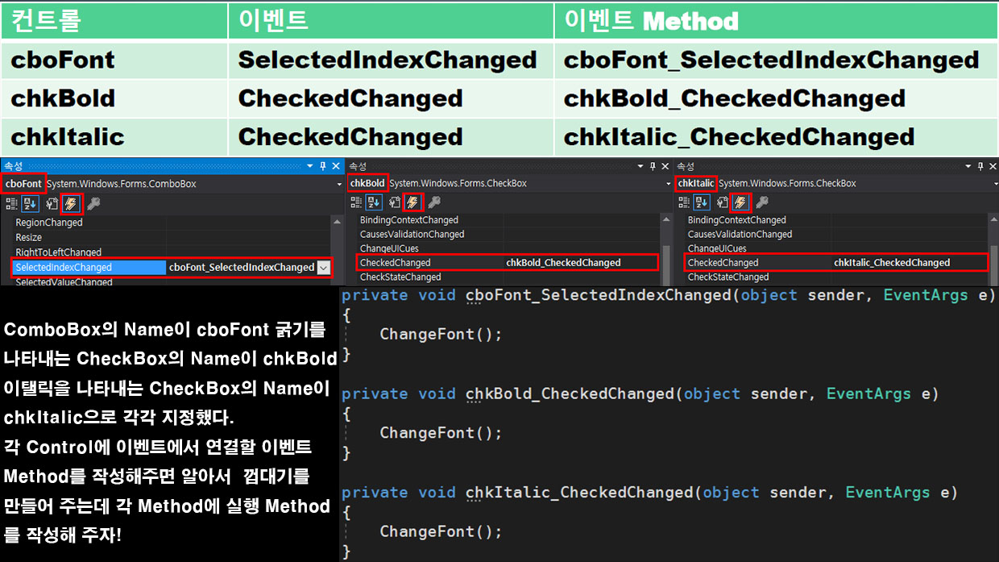 컨트롤 이벤트 이벤트 Method
cboFont SelectedIndexChanged cboFont_SelectedIndexChanged
chkBold CheckedChanged chkBold_CheckedChanged
chkItalic CheckedChanged chkItalic_CheckedChanged
속성
cboFont System.Windows.Forms.ComboBox
RegionChanged
Resize
RightToLeftChanged
SelectedIndexChanged cboFont_SelectedIndexChanged
SelectedValueChanged
속성
chkBold System.Windows.Forms.CheckBox
BindingContextChanged
CausesValidationChanged
ChangeUICues
CheckedChanged chkBold_CheckedChanged
CheckStateChanged
속성
chkItalic System.Windows.Forms.CheckBox
BindingContextChanged
CausesValidationChanged
ChangeUICues
CheckedChanged chkItalic_CheckedChanged
CheckStateChanged
ComboBox의 Name이 cboFont 굵기를
나타내는 CheckBox의 Name이 chkBold
이탤릭을 나타내는 CheckBox의 Name이
chkItalic으로 각각 지정했다.
각 Control에 이벤트에서 연결할 이벤트
Method를 작성해주면 알아서 껌대기를
만들어 주는데 각 Method에 실행 Method
를 작성해 주자!
private void cboFont_SelectedIndexChanged(object sender, EventArgs e)
{
ChangeFont();
}
private void chkBold_CheckedChanged(object sender, EventArgs e)
{
ChangeFont();
}
private void chkItalic_CheckedChanged(object sender, EventArgs e)
{
ChangeFont();
}